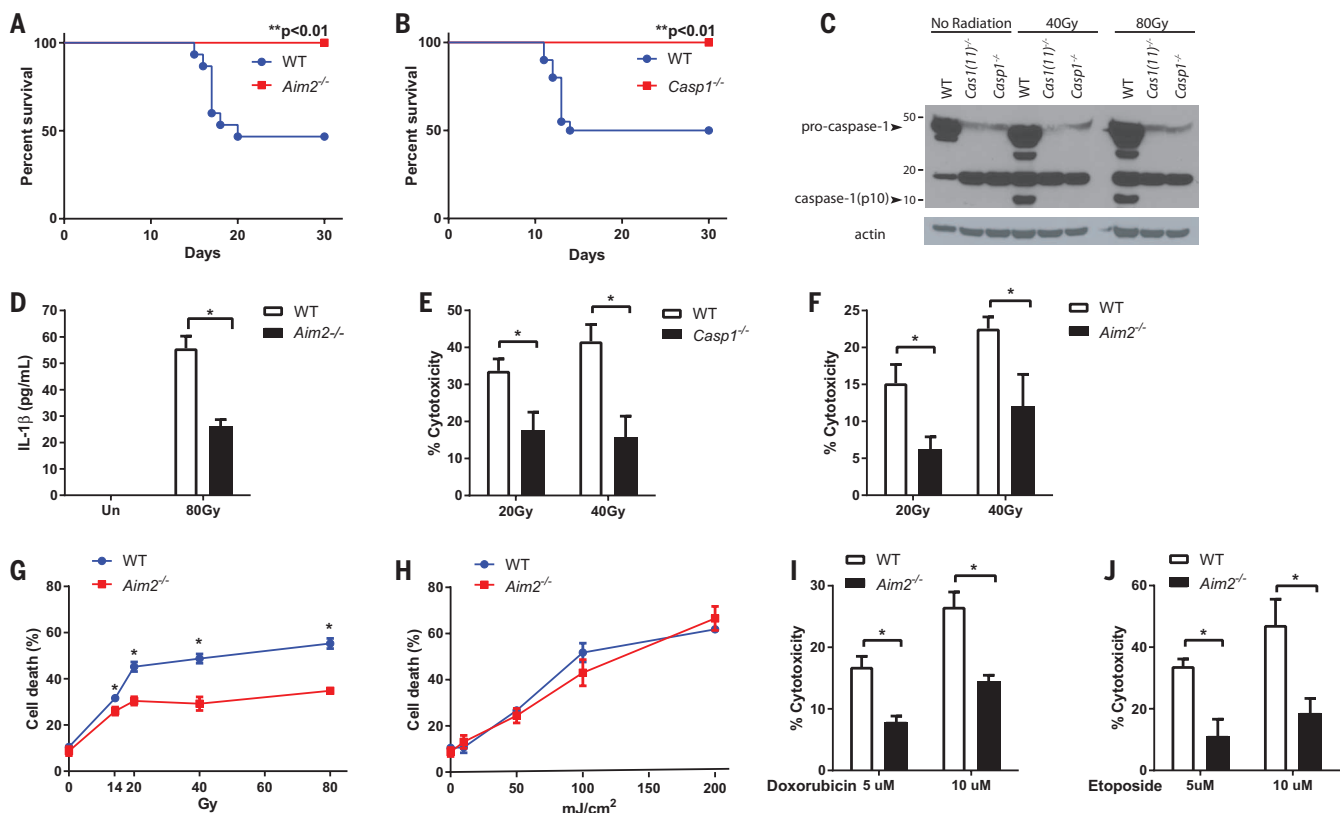 A
**p<0.01
WT
Aim2-/-
Percent survival
100
50
0
0 10 20 30
Days
B
**p<0.01
WT
Casp1-/-
Percent survival
100
50
0
0 10 20 30
Days
C
No Radiation 40Gy 80Gy
WT Cas1(11)-/- Casp1-/- WT Cas1(11)-/- Casp1-/- WT Cas1(11)-/- Casp1-/-
pro-caspase-1
50
20
caspase-1(p10)
10
actin
D
WT
Aim2-/-
*
IL-1β (pg/mL)
70
60
50
40
30
20
10
0
Un 80Gy
E
WT
Casp1-/-
* *
% Cytotoxicity
50
40
30
20
10
0
20Gy 40Gy
F
WT
Aim2-/-
* *
% Cytotoxicity
25
20
15
10
5
0
20Gy 40Gy
G
WT
Aim2-/-
* * * *
Cell death (%)
80
60
40
20
0
0 14 20 40 60 80
Gy
H
WT
Aim2-/-
Cell death (%)
80
60
40
20
0
0 50 100 150 200
mJ/cm2
I
WT
Aim2-/-
* *
% Cytotoxicity
30
20
10
0
Doxorubicin 5 uM 10 uM
J
WT
Aim2-/-
* *
% Cytotoxicity
60
40
20
0
Etoposide 5uM 10 uM